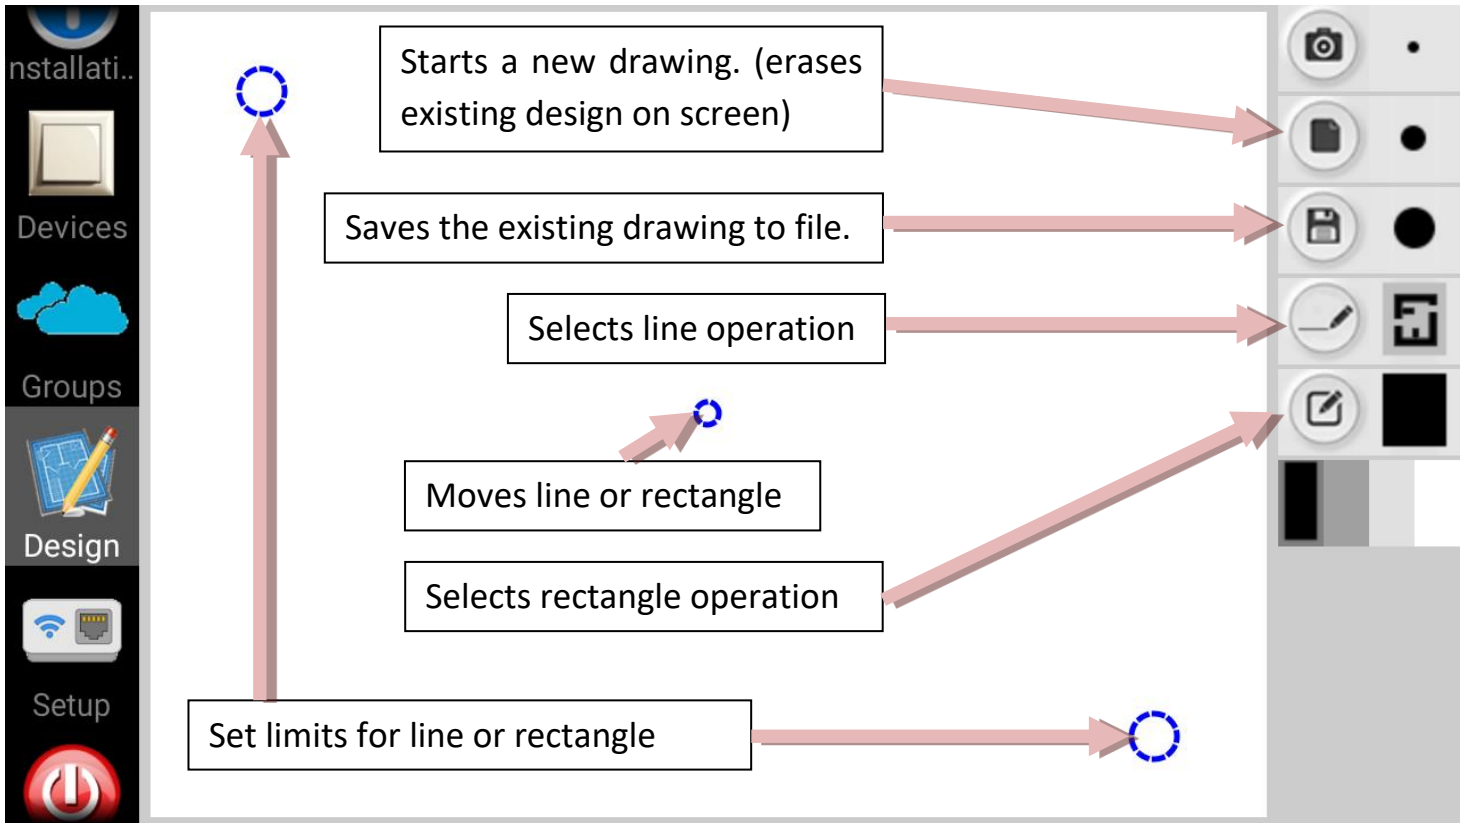 nstallati..
Devices
Groups
Design
Setup
Starts a new drawing. (erases
existing design on screen)
Saves the existing drawing to file.
Selects line operation
Moves line or rectangle
Selects rectangle operation
Set limits for line or rectangle